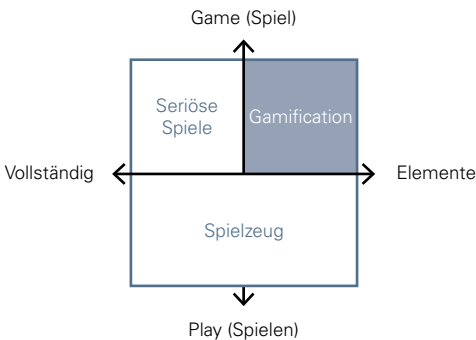 Game (Spiel)
Seriöse
Spiele
Gamification
Vollständig
Elemente
Spielzeug
Play (Spielen)